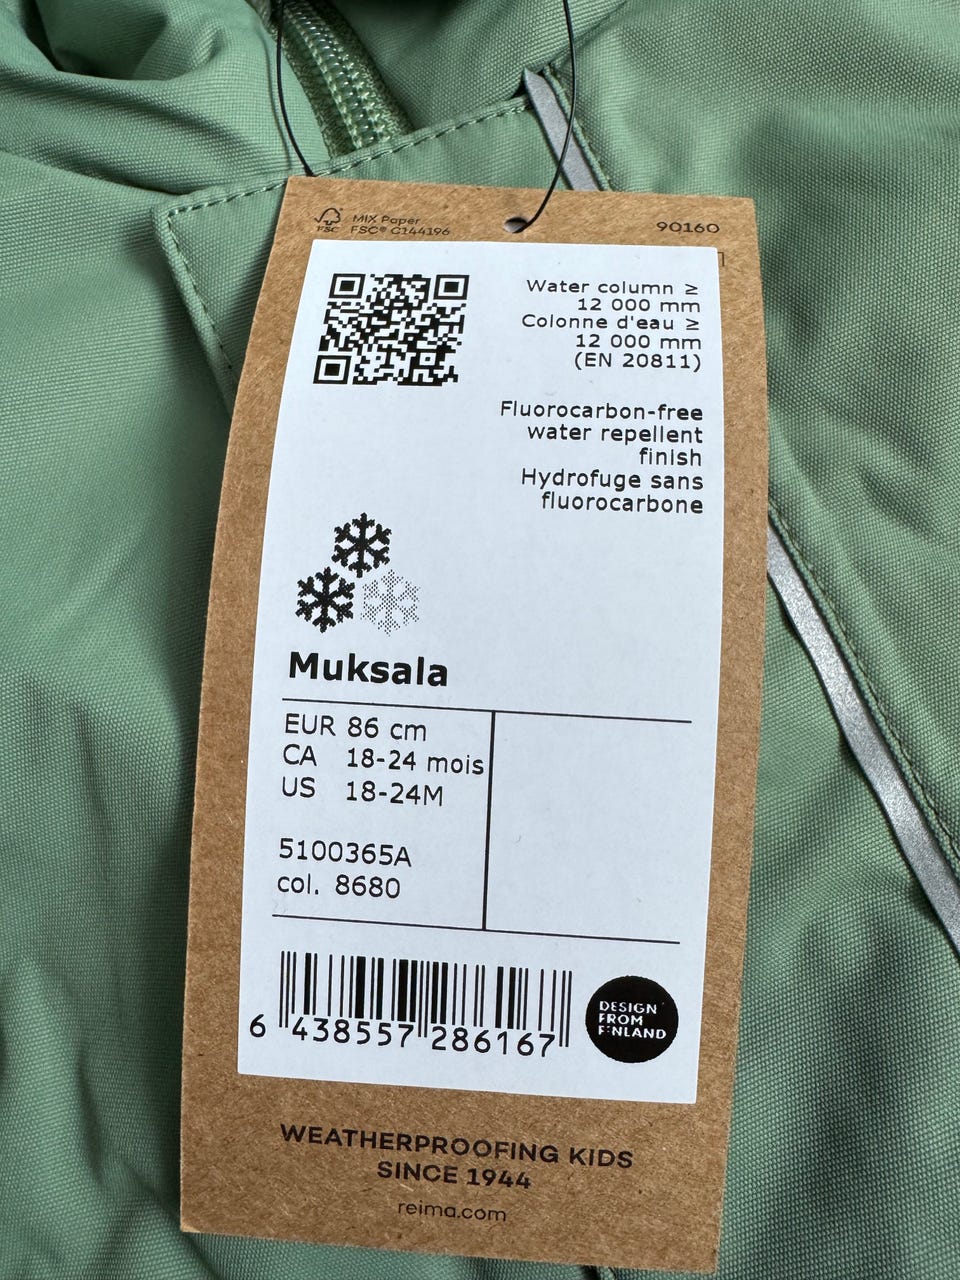 MIX Paper
FSC® C144196
FSC
90160
Water column ≥
12 000 mm
Colonne d'eau ≥
12 000 mm
(EN 20811)
Fluorocarbon-free
water repellent
finish
Hydrofuge sans
fluorocarbone
Muksala
EUR 86 cm
CA 18-24 mois
US 18-24M
5100365A
col. 8680
6 438557 286167
DESIGN
FROM
FINLAND
WEATHERPROOFING KIDS
SINCE 1944
reima.com